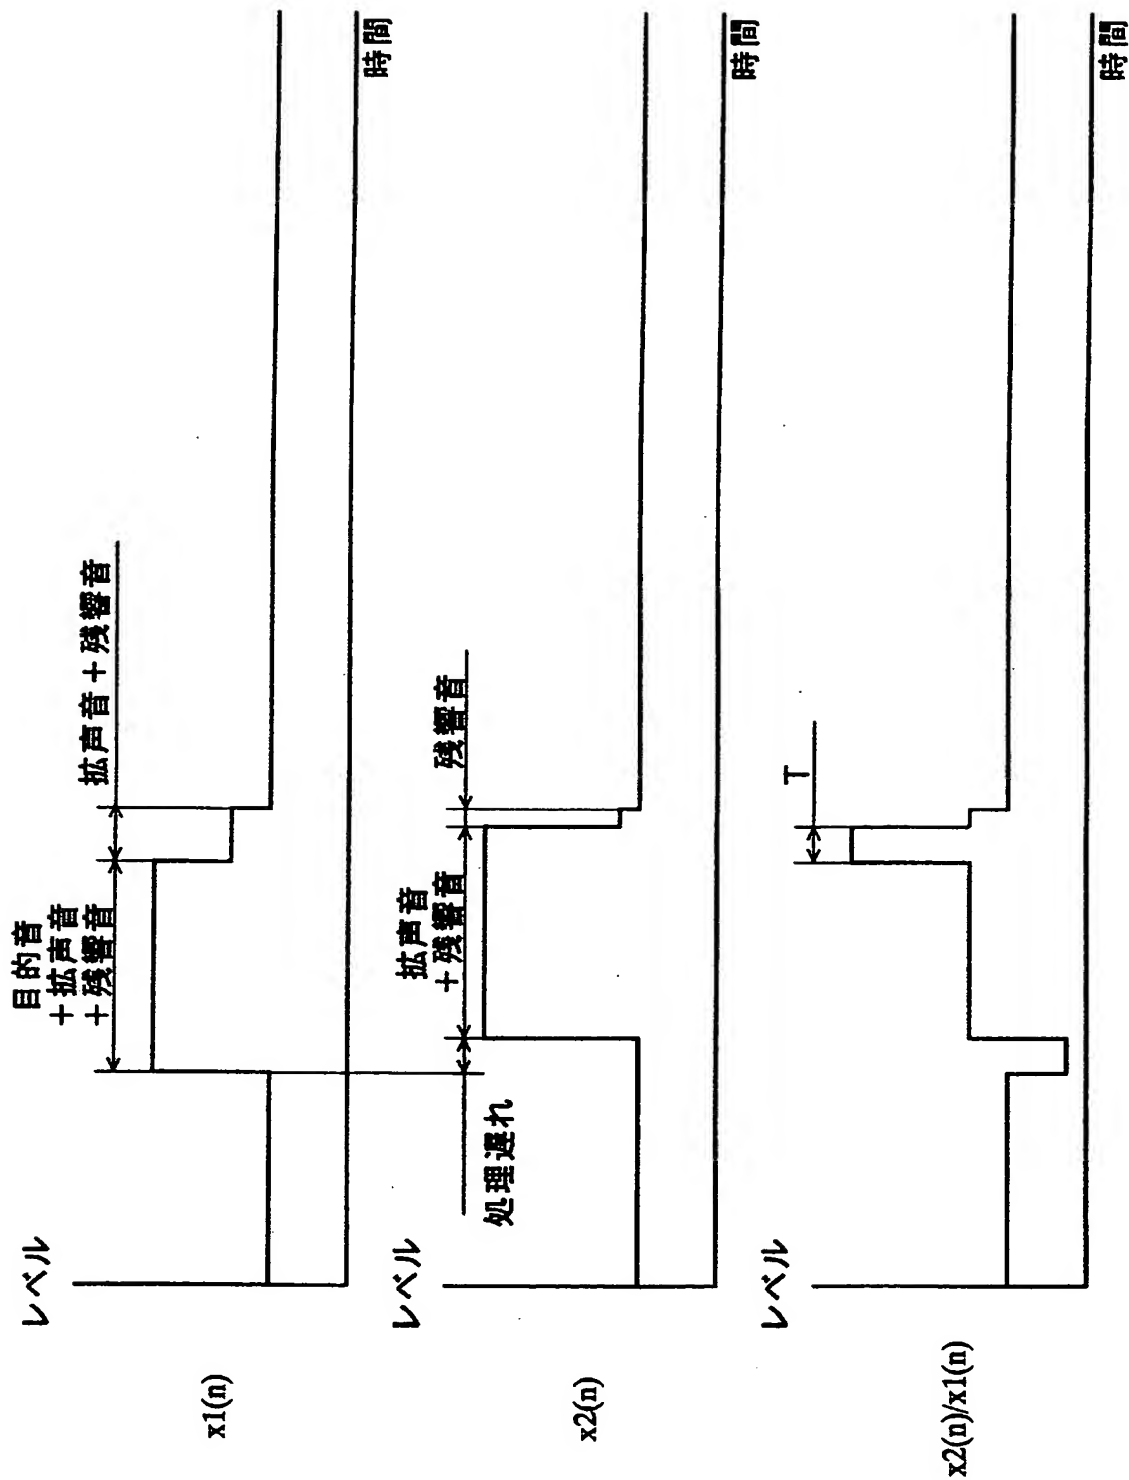 x1(n)
レベル
目的音
＋拡声音
＋残響音
拡声音＋残響音
時間
x2(n)
レベル
処理遅れ
拡声音
＋残響音
残響音
時間
x2(n)/x1(n)
レベル
T
時間